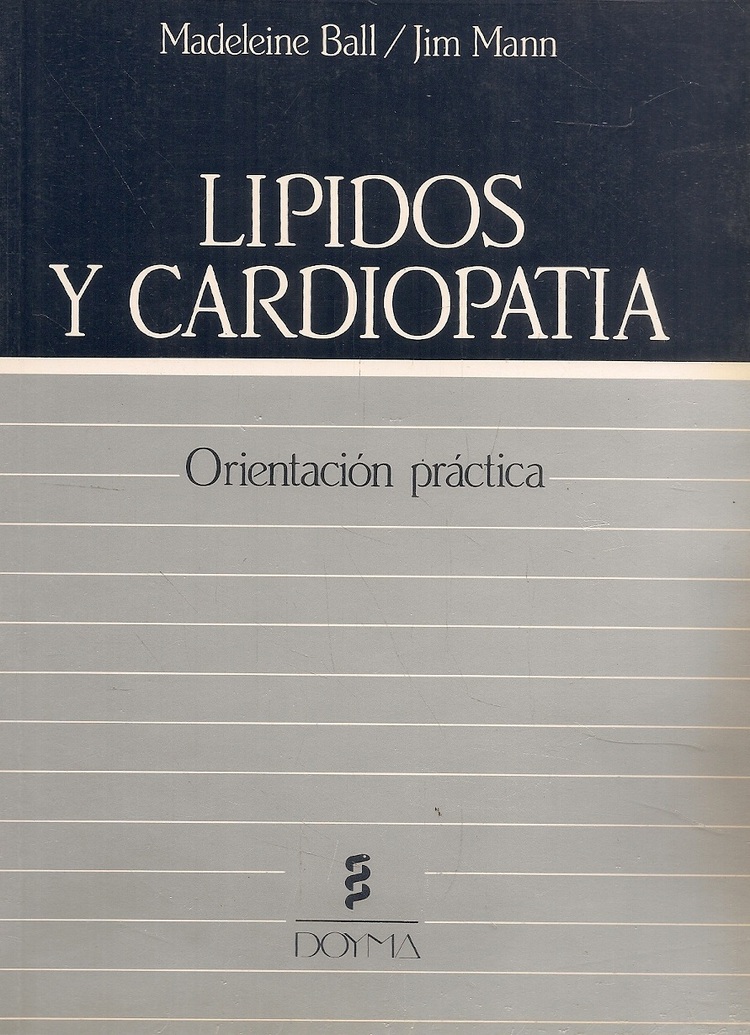 Madeleine Ball / Jim Mann
LIPIDOS
Y CARDIOPATIA
Orientación práctica
DOYMA